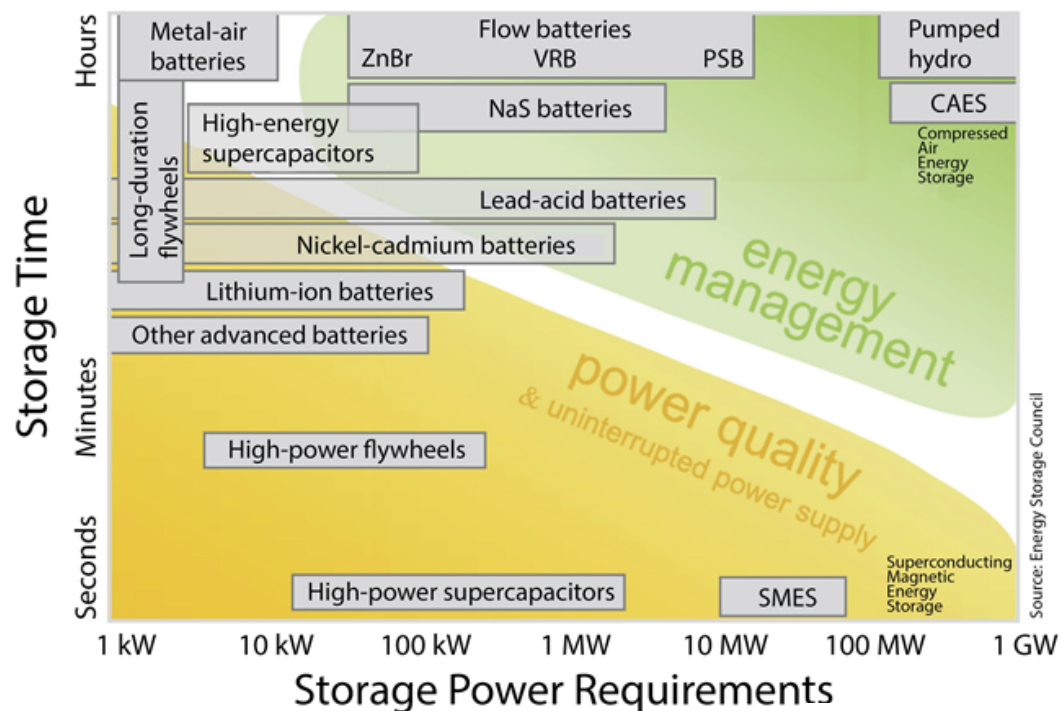 Storage Time
Hours
Minutes
Seconds
Metal-air
batteries
Flow batteries
ZnBr VRB PSB
Pumped
hydro
Long-duration
flywheels
High-energy
supercapacitors
NaS batteries
CAES
Compressed
Air
Energy
Storage
Lead-acid batteries
Nickel-cadmium batteries
Lithium-ion batteries
Other advanced batteries
energy
management
power quality
& uninterrupted power supply
High-power flywheels
High-power supercapacitors
SMES
Superconducting
Magnetic
Energy
Storage
Source: Energy Storage Council
1 kW 10 kW 100 kW 1 MW 10 MW 100 MW 1 GW
Storage Power Requirements